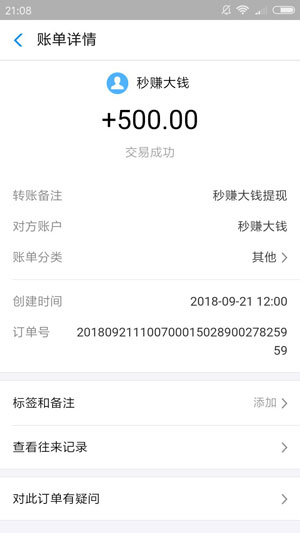 21:08
账单详情
秒赚大钱
+500.00
交易成功
转账备注 秒赚大钱提现
对方账户 秒赚大钱
账单分类 其他
创建时间 2018-09-21 12:00
订单号 201809211100700015028900278259
59
标签和备注 添加
查看往来记录
对此订单有疑问